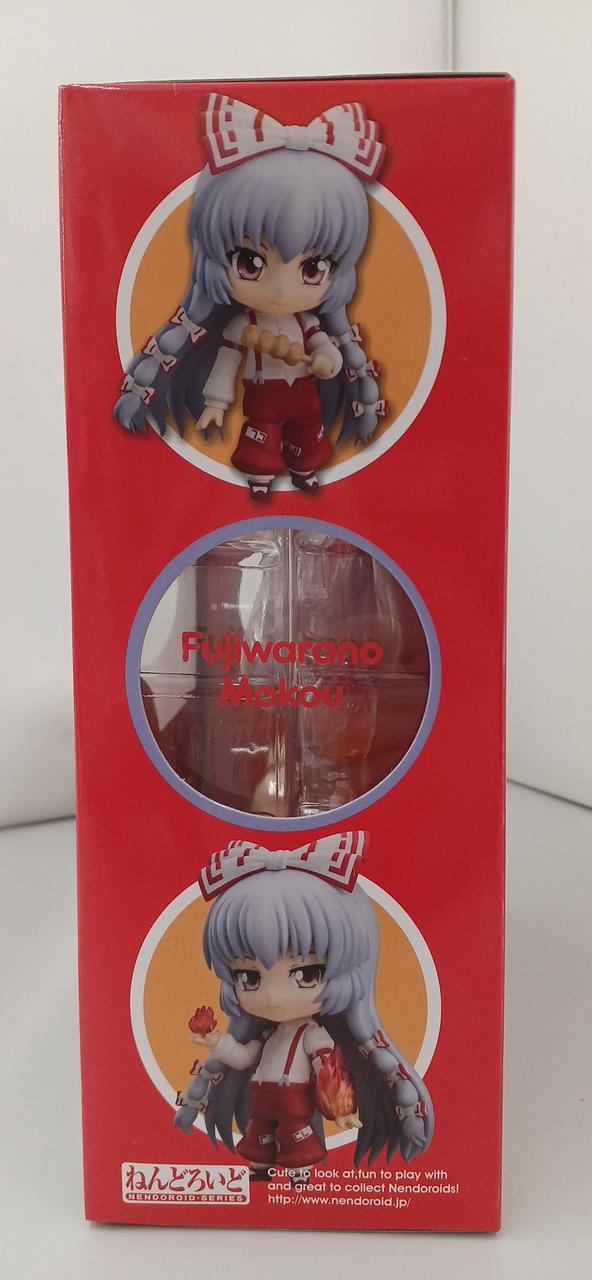 Fujiwarano
Mokou
ねんどろいど
NENDOROID-SERIES
Cute to look at,fun to play with
and great to collect Nendoroids!
http://www.nendoroid.jp/